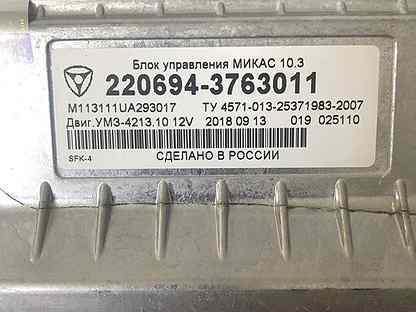 Блок управления МИКАС 10.3
220694-3763011
М113111UA293017 ТУ 4571-013-25371983-2007
Двиг.УМЗ-4213.10 12V 2018 09 13 019 025110
SFK-4 СДЕЛАНО В РОССИИ